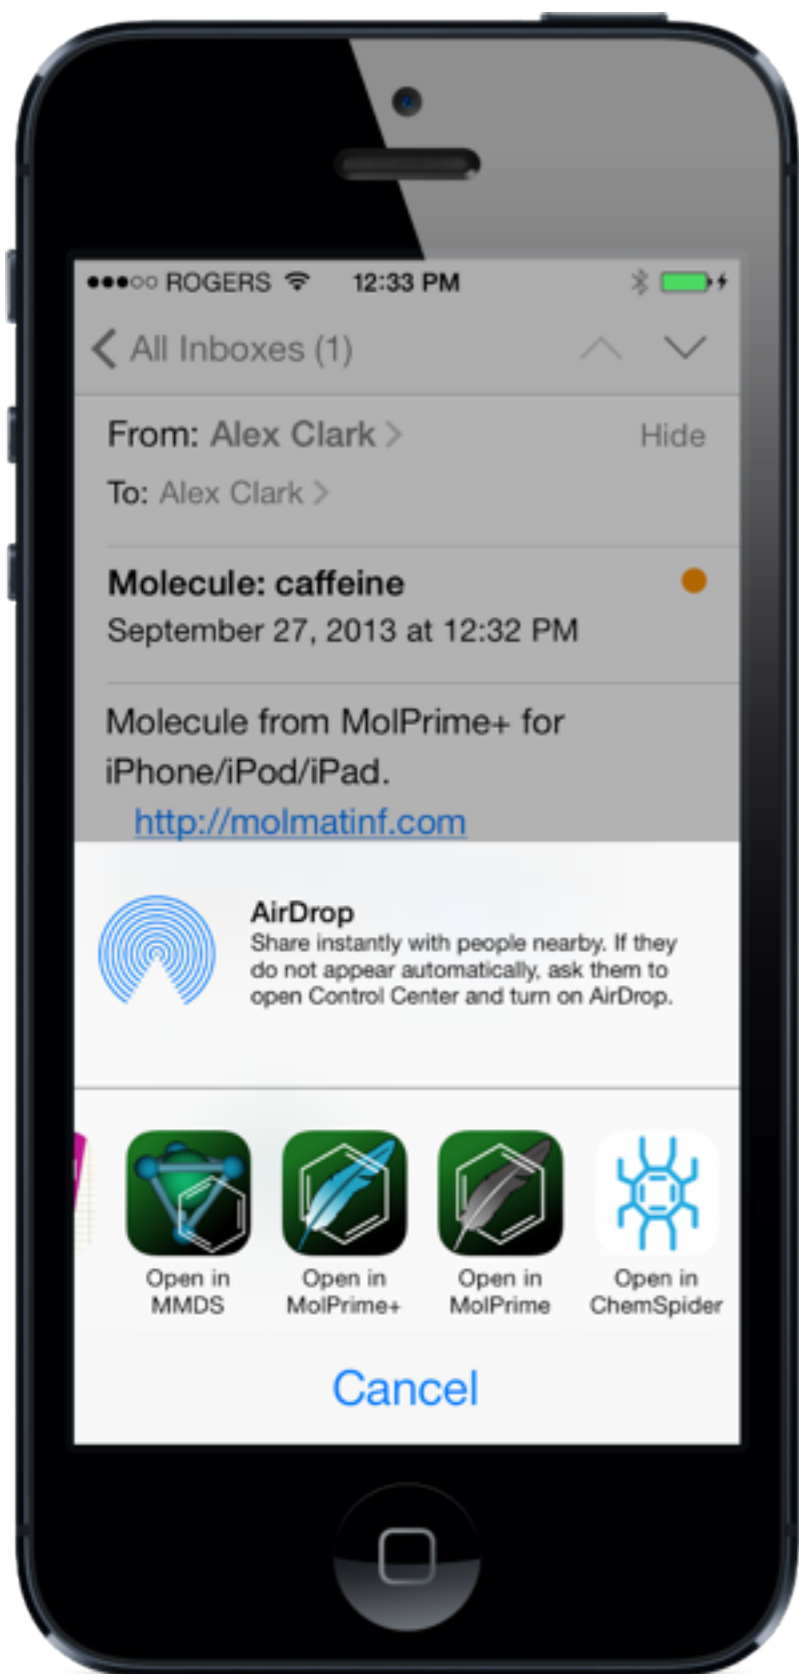 ●●●○○ ROGERS 12:33 PM
All Inboxes (1)
From: Alex Clark > Hide
To: Alex Clark >
Molecule: caffeine
September 27, 2013 at 12:32 PM
Molecule from MolPrime+ for
iPhone/iPod/iPad.
http://molmatinf.com
AirDrop
Share instantly with people nearby. If they
do not appear automatically, ask them to
open Control Center and turn on AirDrop.
Open in MMDS
Open in MolPrime+
Open in MolPrime
Open in ChemSpider
Cancel